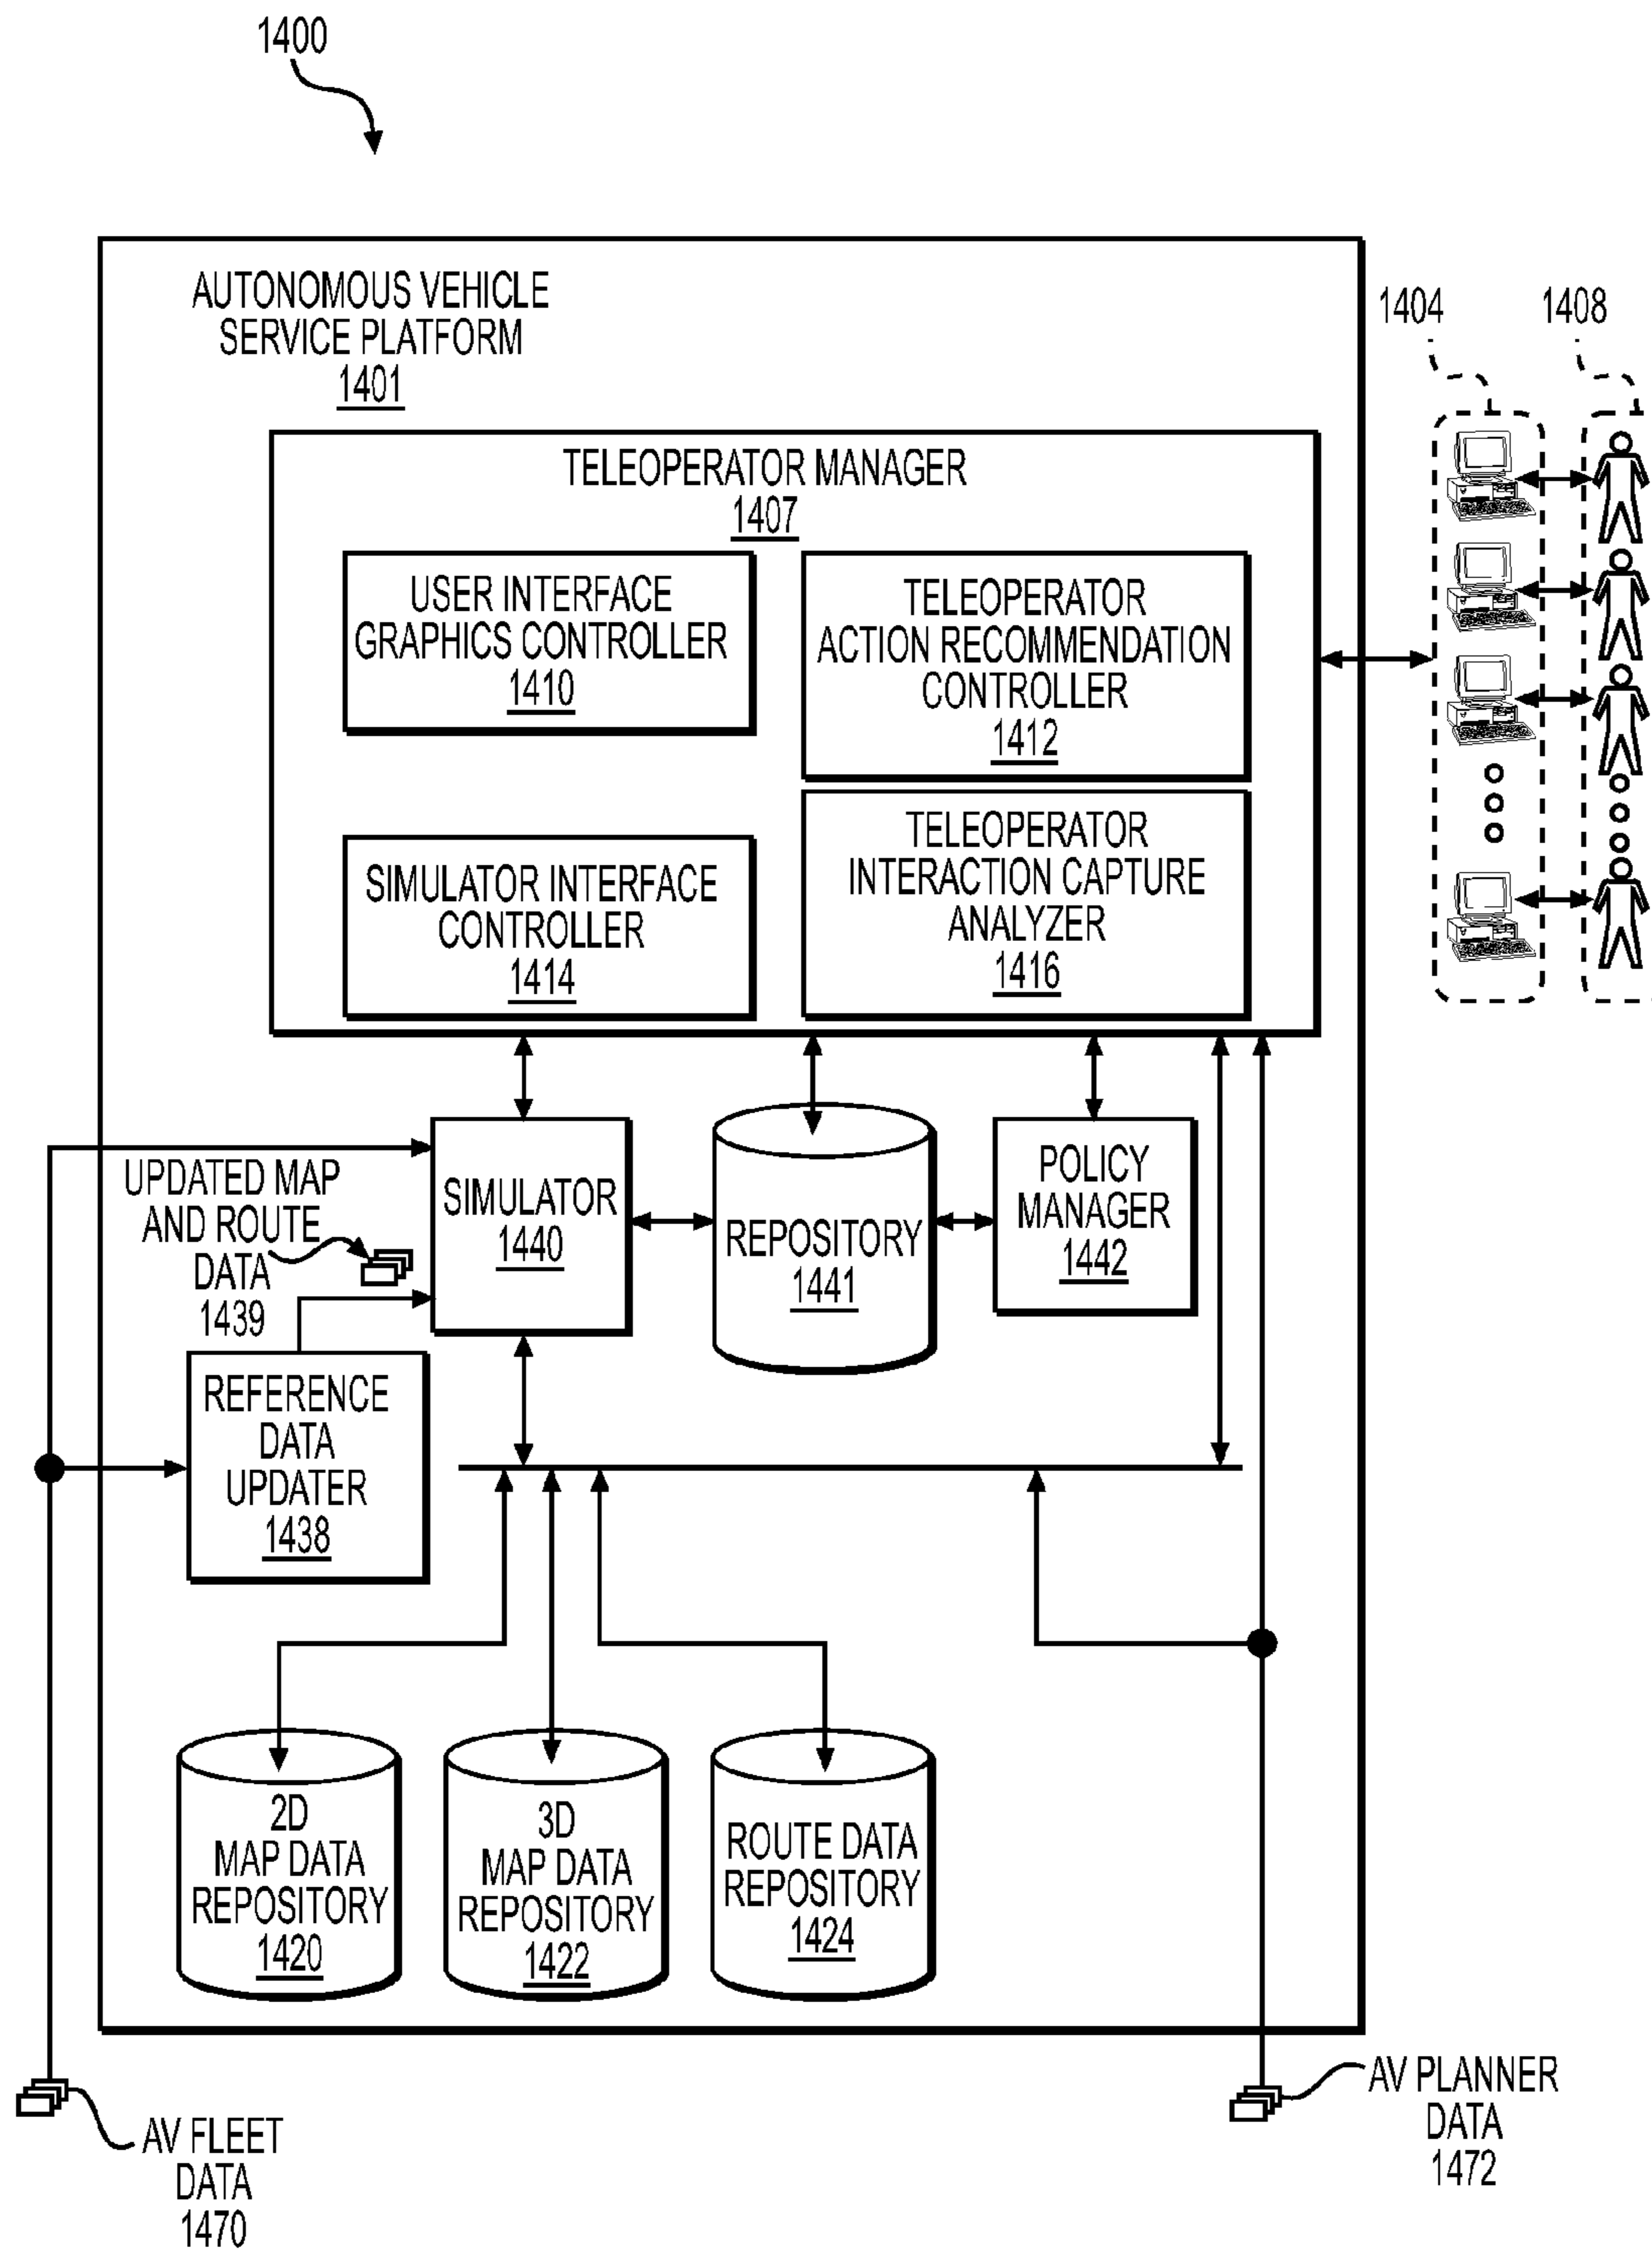 1400
AUTONOMOUS VEHICLE
SERVICE PLATFORM
1401
1404
1408
TELEOPERATOR MANAGER
1407
USER INTERFACE
GRAPHICS CONTROLLER
1410
TELEOPERATOR
ACTION RECOMMENDATION
CONTROLLER
1412
SIMULATOR INTERFACE
CONTROLLER
1414
TELEOPERATOR
INTERACTION CAPTURE
ANALYZER
1416
UPDATED MAP
AND ROUTE
DATA
1439
SIMULATOR
1440
REPOSITORY
1441
POLICY
MANAGER
1442
REFERENCE
DATA
UPDATER
1438
2D
MAP DATA
REPOSITORY
1420
3D
MAP DATA
REPOSITORY
1422
ROUTE DATA
REPOSITORY
1424
AV FLEET
DATA
1470
AV PLANNER
DATA
1472